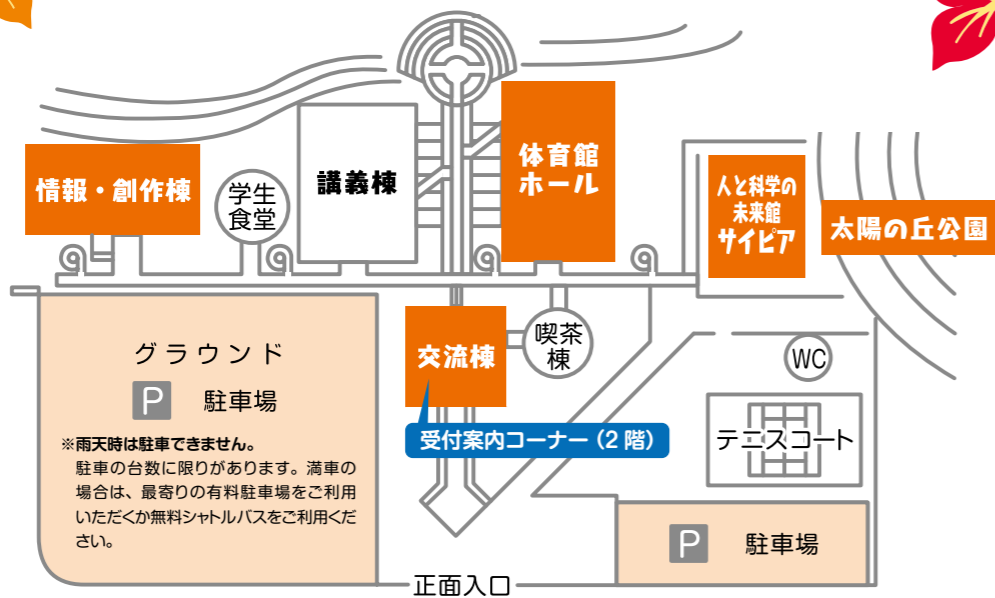 情報・創作棟
学生
食堂
講義棟
体育館
ホール
人と科学の
未来館
サイピア
太陽の丘公園
グラウンド
P 駐車場
※雨天時は駐車できません。
駐車の台数に限りがあります。満車の
場合は、最寄りの有料駐車場をご利用
いただくか無料シャトルバスをご利用くだ
さい。
交流棟
喫茶
棟
受付案内コーナー（2階）
WC
テニスコート
P 駐車場
正面入口